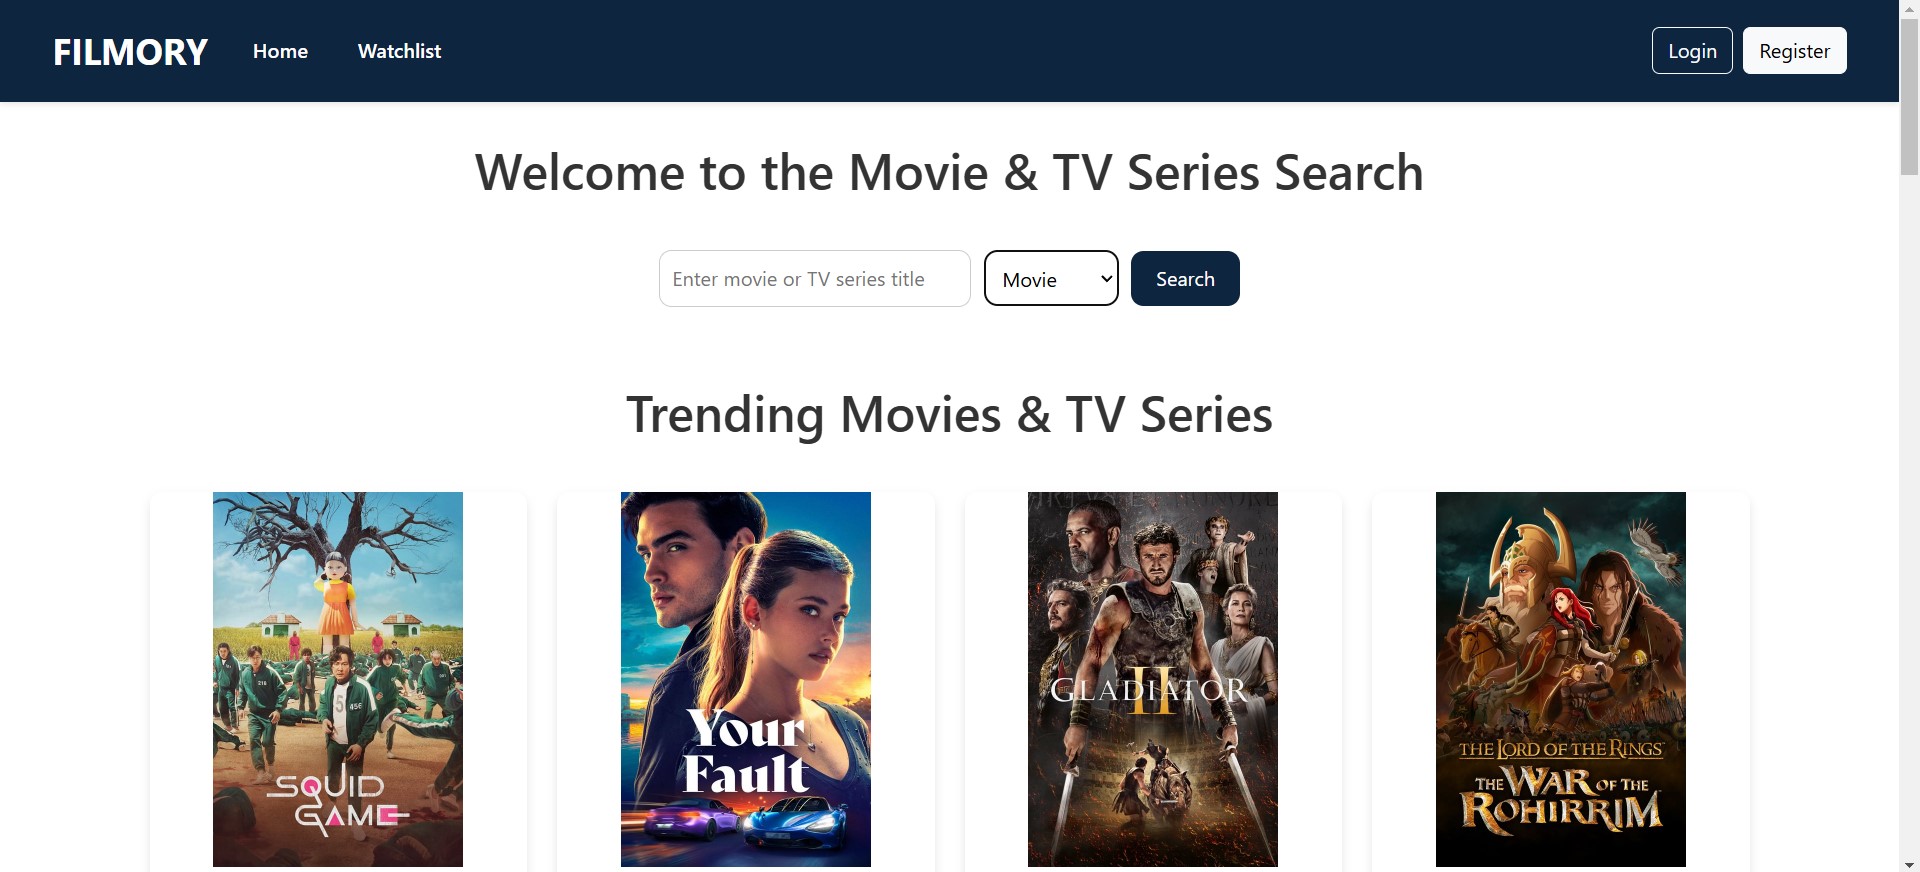 FILMORY Home Watchlist Login Register
Welcome to the Movie & TV Series Search
Enter movie or TV series title Movie Search
Trending Movies & TV Series
SQUID
GAME
456
Your
Fault
GLADIATOR
II
THE LORD OF THE RINGS
THE WAR OF THE
ROHIRRIM